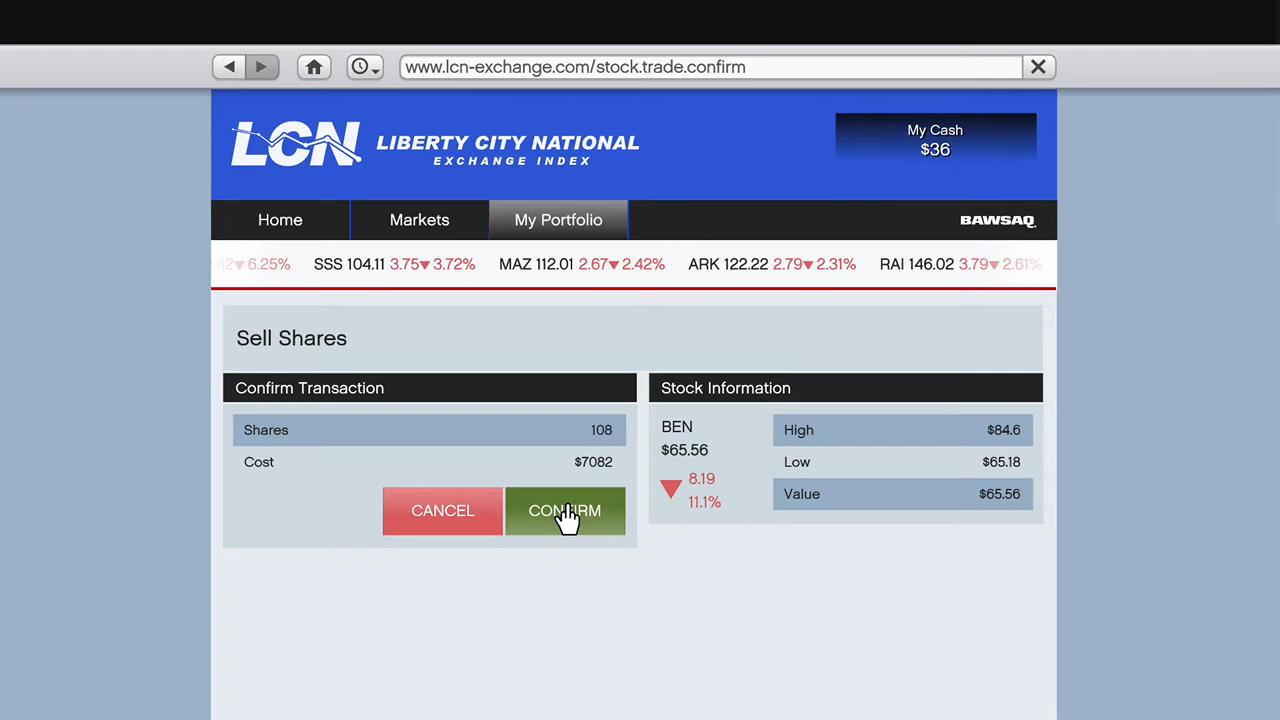 www.lcn-exchange.com/stock.trade.confirm
LCN LIBERTY CITY NATIONAL
EXCHANGE INDEX
My Cash
$36
Home Markets My Portfolio BAWSAQ
6.25% SSS 104.11 3.75 3.72% MAZ 112.01 2.67 2.42% ARK 122.22 2.79 2.31% RAI 146.02 3.79 2.61%
Sell Shares
Confirm Transaction
Shares 108
Cost $7082
CANCEL CONFIRM
Stock Information
BEN
$65.56
8.19
11.1%
High $84.6
Low $65.18
Value $65.56